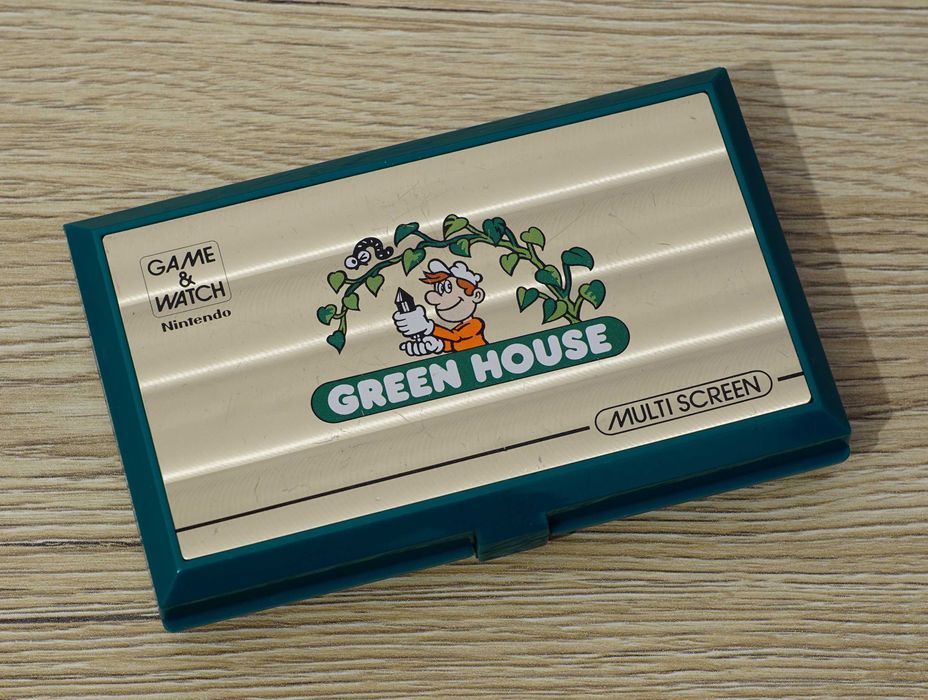 GAME
&
WATCH
Nintendo
GREEN HOUSE
MULTI SCREEN